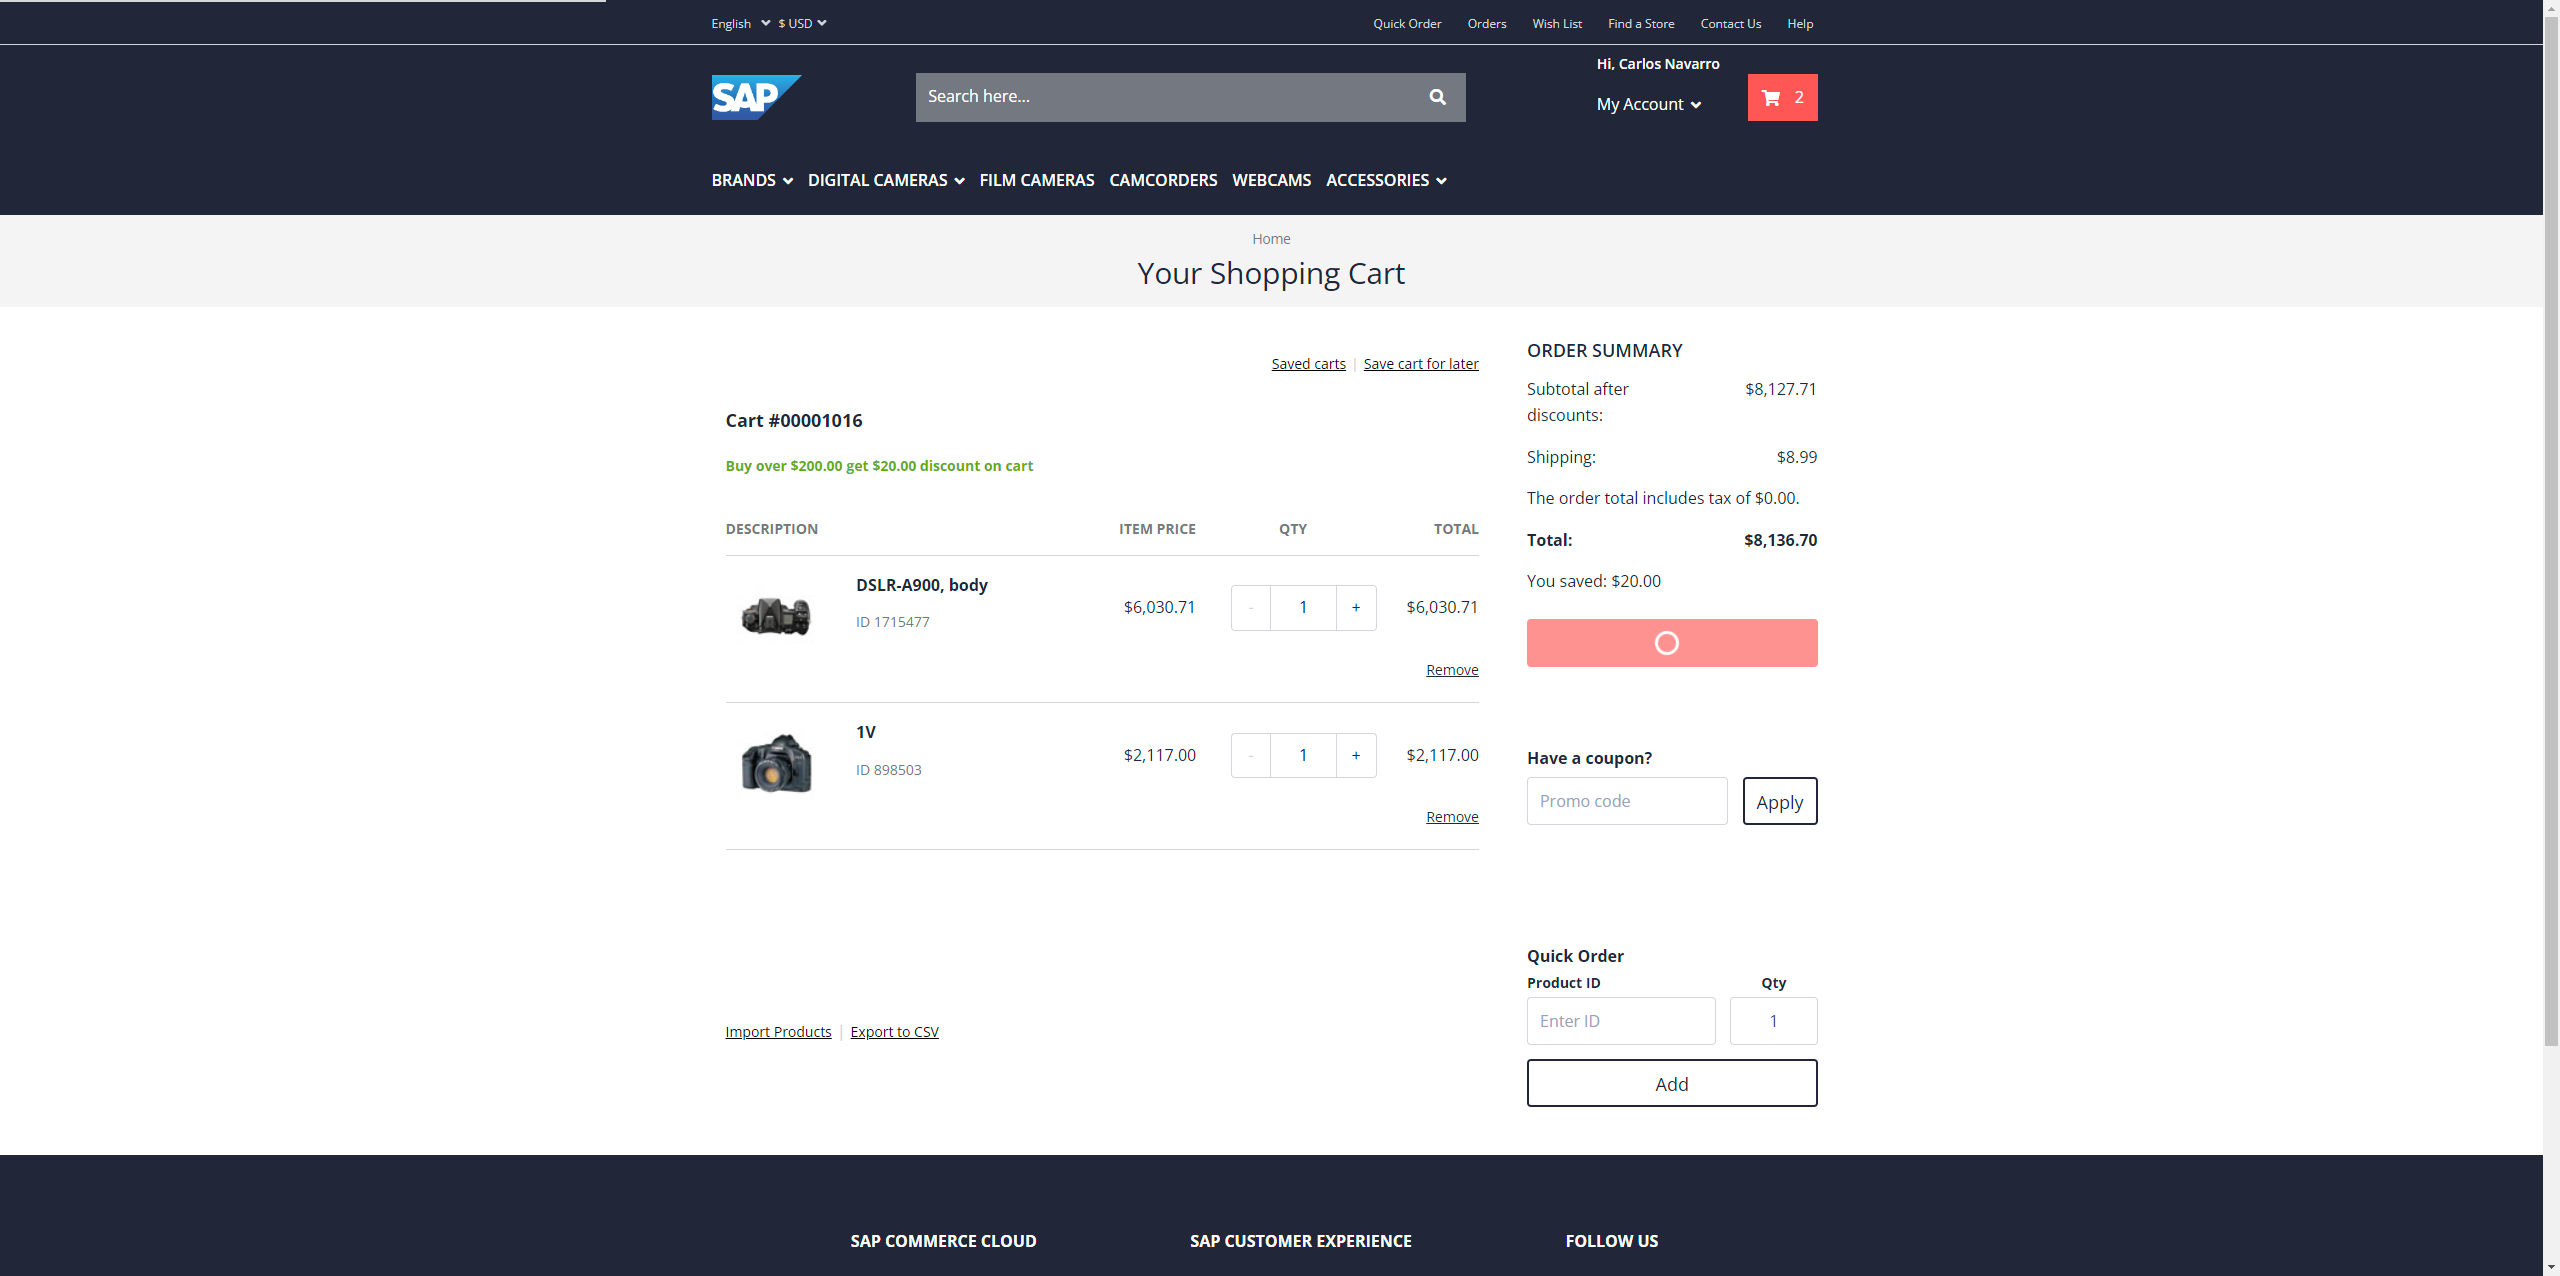 English $ USD Quick Order Orders Wish List Find a Store Contact Us Help
Hi, Carlos Navarro
SAP Search here... My Account 2
BRANDS DIGITAL CAMERAS FILM CAMERAS CAMCORDERS WEBCAMS ACCESSORIES
Home
Your Shopping Cart
Saved carts | Save cart for later
Cart #00001016
Buy over $200.00 get $20.00 discount on cart
DESCRIPTION ITEM PRICE QTY TOTAL
DSLR-A900, body
$6,030.71 - 1 + $6,030.71
ID 1715477
Remove
1V
$2,117.00 - 1 + $2,117.00
ID 898503
Remove
Import Products | Export to CSV
ORDER SUMMARY
Subtotal after $8,127.71
discounts:
Shipping: $8.99
The order total includes tax of $0.00.
Total: $8,136.70
You saved: $20.00
Have a coupon?
Promo code Apply
Quick Order
Product ID Qty
Enter ID 1
Add
SAP COMMERCE CLOUD SAP CUSTOMER EXPERIENCE FOLLOW US